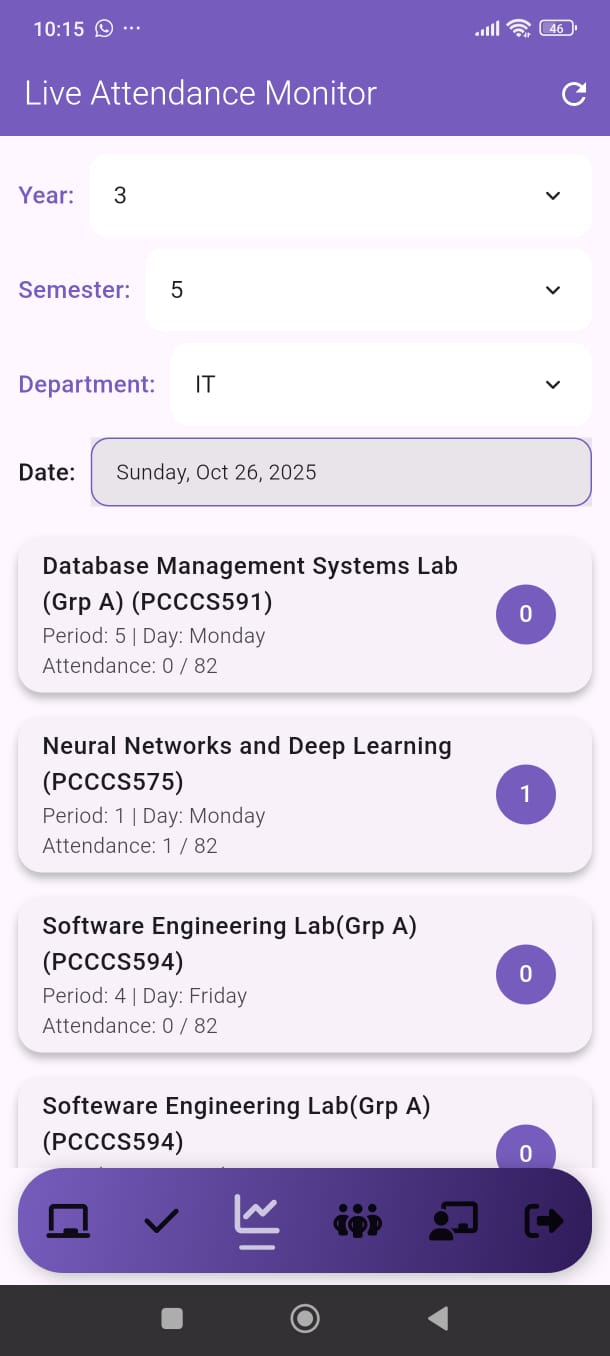 10:15
46
Live Attendance Monitor
Year: 3
Semester: 5
Department: IT
Date: Sunday, Oct 26, 2025
Database Management Systems Lab
(Grp A) (PCCCS591)
0
Period: 5 | Day: Monday
Attendance: 0 / 82
Neural Networks and Deep Learning
(PCCCS575)
1
Period: 1 | Day: Monday
Attendance: 1 / 82
Software Engineering Lab(Grp A)
(PCCCS594)
0
Period: 4 | Day: Friday
Attendance: 0 / 82
Softeware Engineering Lab(Grp A)
(PCCCS594)
0